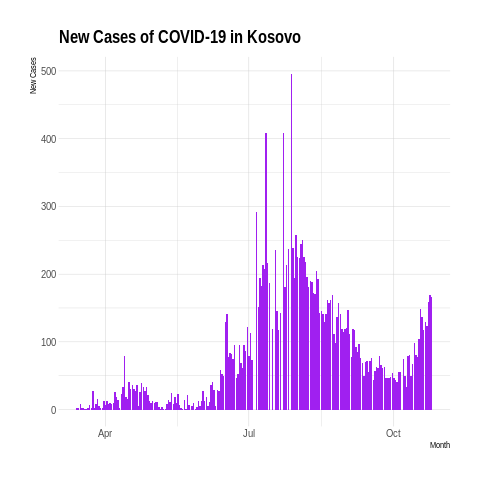 New Cases of COVID-19 in Kosovo
New Cases
500
400
300
200
100
0
Apr
Jul
Oct
Month